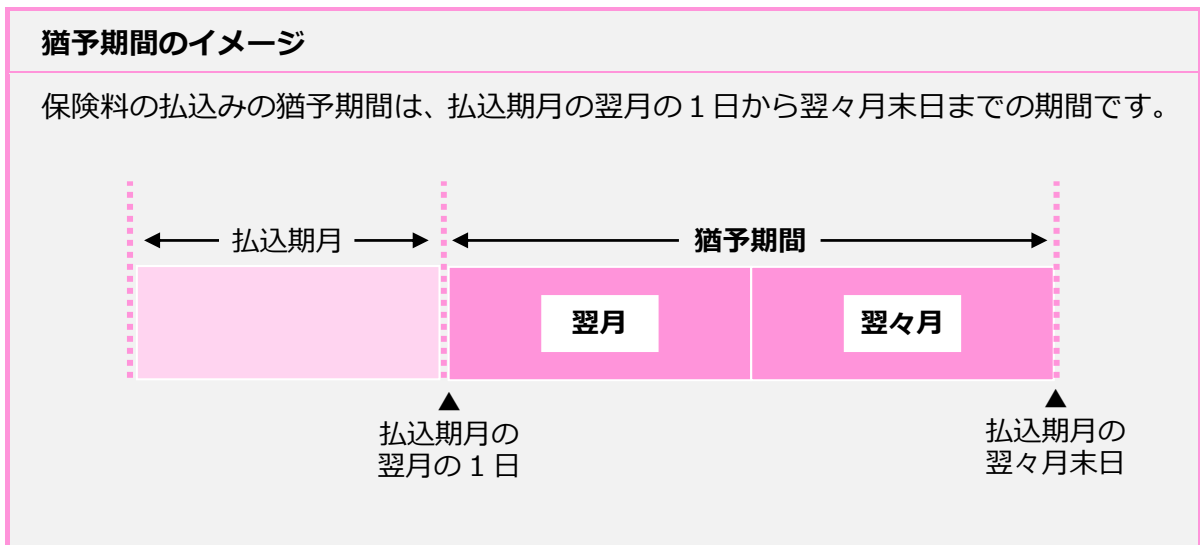 猶予期間のイメージ
保険料の払込みの猶予期間は、払込期月の翌月の１日から翌々月末日までの期間です。
払込期月
猶予期間
翌月
翌々月
▲
払込期月の
翌月の１日
▲
払込期月の
翌々月末日